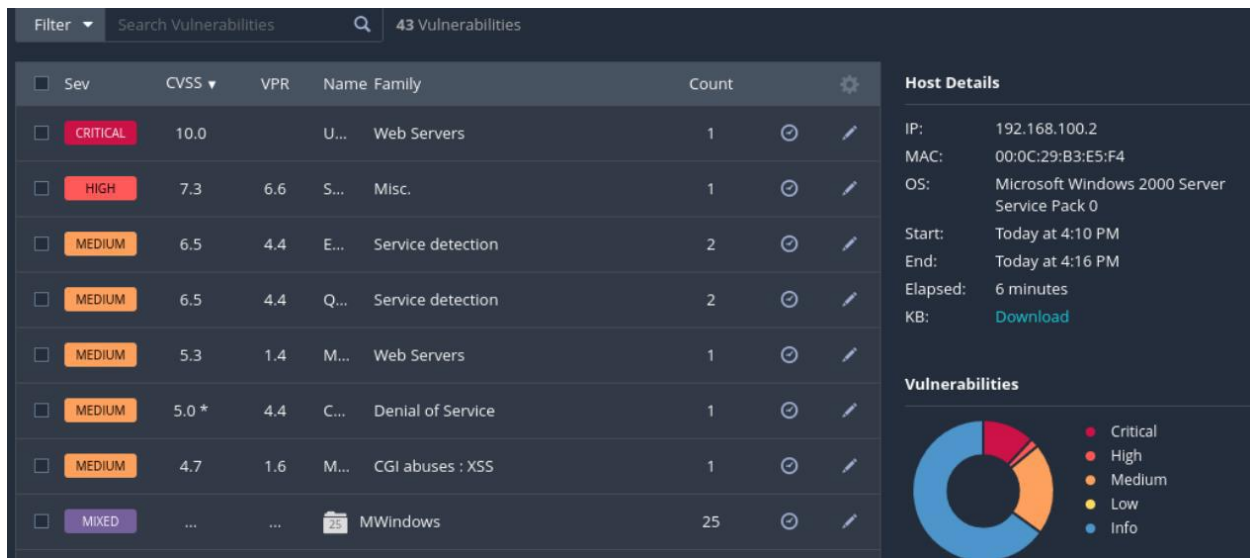 Filter Search Vulnerabilities 43 Vulnerabilities
Sev CVSS VPR Name Family Count
CRITICAL 10.0 U... Web Servers 1
HIGH 7.3 6.6 S... Misc. 1
MEDIUM 6.5 4.4 E... Service detection 2
MEDIUM 6.5 4.4 Q... Service detection 2
MEDIUM 5.3 1.4 M... Web Servers 1
MEDIUM 5.0 * 4.4 C... Denial of Service 1
MEDIUM 4.7 1.6 M... CGI abuses : XSS 1
MIXED ... ... 25 MWindows 25
Host Details
IP: 192.168.100.2
MAC: 00:0C:29:B3:E5:F4
OS: Microsoft Windows 2000 Server
Service Pack 0
Start: Today at 4:10 PM
End: Today at 4:16 PM
Elapsed: 6 minutes
KB: Download
Vulnerabilities
Critical
High
Medium
Low
Info